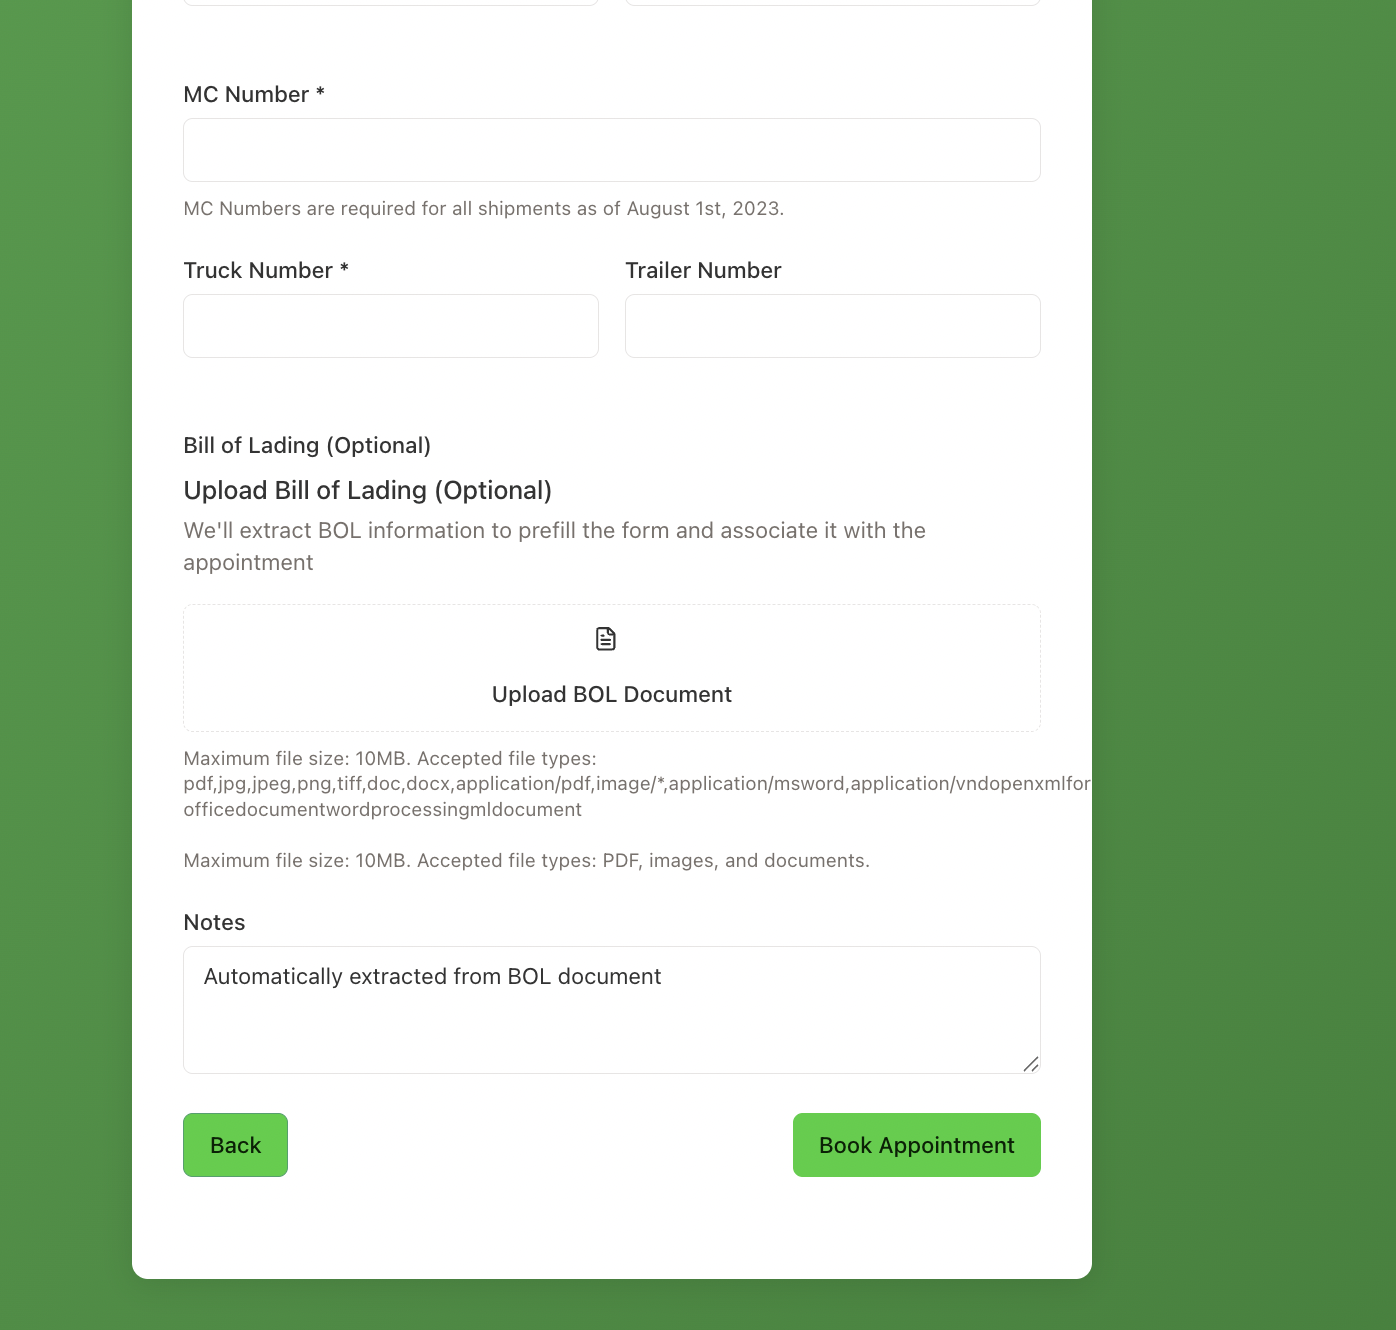 MC Number *
MC Numbers are required for all shipments as of August 1st, 2023.
Truck Number *
Trailer Number
Bill of Lading (Optional)
Upload Bill of Lading (Optional)
We'll extract BOL information to prefill the form and associate it with the
appointment
Upload BOL Document
Maximum file size: 10MB. Accepted file types:
pdf,jpg,jpeg,png,tiff,doc,docx,application/pdf,image/*,application/msword,application/vndopenxmlfor
officedocumentwordprocessingmldocument
Maximum file size: 10MB. Accepted file types: PDF, images, and documents.
Notes
Automatically extracted from BOL document
Back
Book Appointment